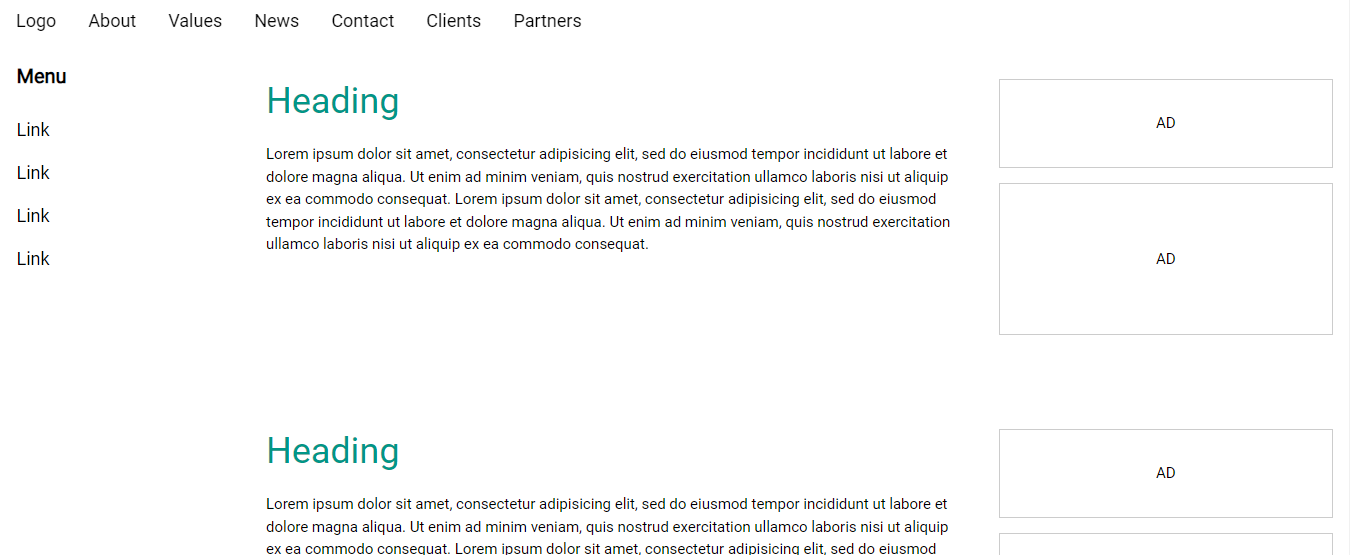 Logo About Values News Contact Clients Partners
Menu
Link
Link
Link
Link
Heading
Lorem ipsum dolor sit amet, consectetur adipisicing elit, sed do eiusmod tempor incididunt ut labore et
dolore magna aliqua. Ut enim ad minim veniam, quis nostrud exercitation ullamco laboris nisi ut aliquip
ex ea commodo consequat. Lorem ipsum dolor sit amet, consectetur adipisicing elit, sed do eiusmod
tempor incididunt ut labore et dolore magna aliqua. Ut enim ad minim veniam, quis nostrud exercitation
ullamco laboris nisi ut aliquip ex ea commodo consequat.
AD
AD
Heading
Lorem ipsum dolor sit amet, consectetur adipisicing elit, sed do eiusmod tempor incididunt ut labore et
dolore magna aliqua. Ut enim ad minim veniam, quis nostrud exercitation ullamco laboris nisi ut aliquip
ex ea commodo consequat. Lorem ipsum dolor sit amet, consectetur adipisicing elit, sed do eiusmod
AD